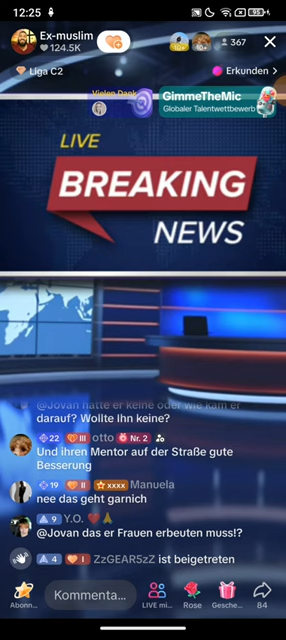 12:25
95
Ex-muslim
124.5K
10+
10+
367
Liga C2
Erkunden >
Vielen Dank
GimmeTheMic
Globaler Talentwettbewerb
LIVE
BREAKING
NEWS
@Jovan hatte er keine oder wie kam er
darauf? Wollte Ihn keine?
22 III otto Nr. 2
Und ihren Mentor auf der Straße gute
Besserung
19 II xxxx Manuela
nee das geht garnich
9 Y.O. ❤️🙏
@Jovan das er Frauen erbeuten muss!?
4 I ZzGEAR5zZ ist beigetreten
Abonn...
Kommenta...
LIVE mi...
Rose
Gesche...
84